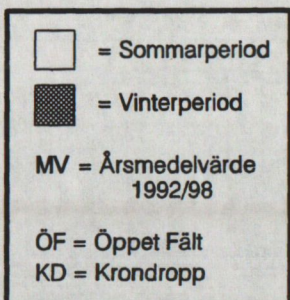 = Sommarperiod
= Vinterperiod
MV = Årsmedelvärde
1992/98
ÖF = Öppet Fält
KD = Krondropp